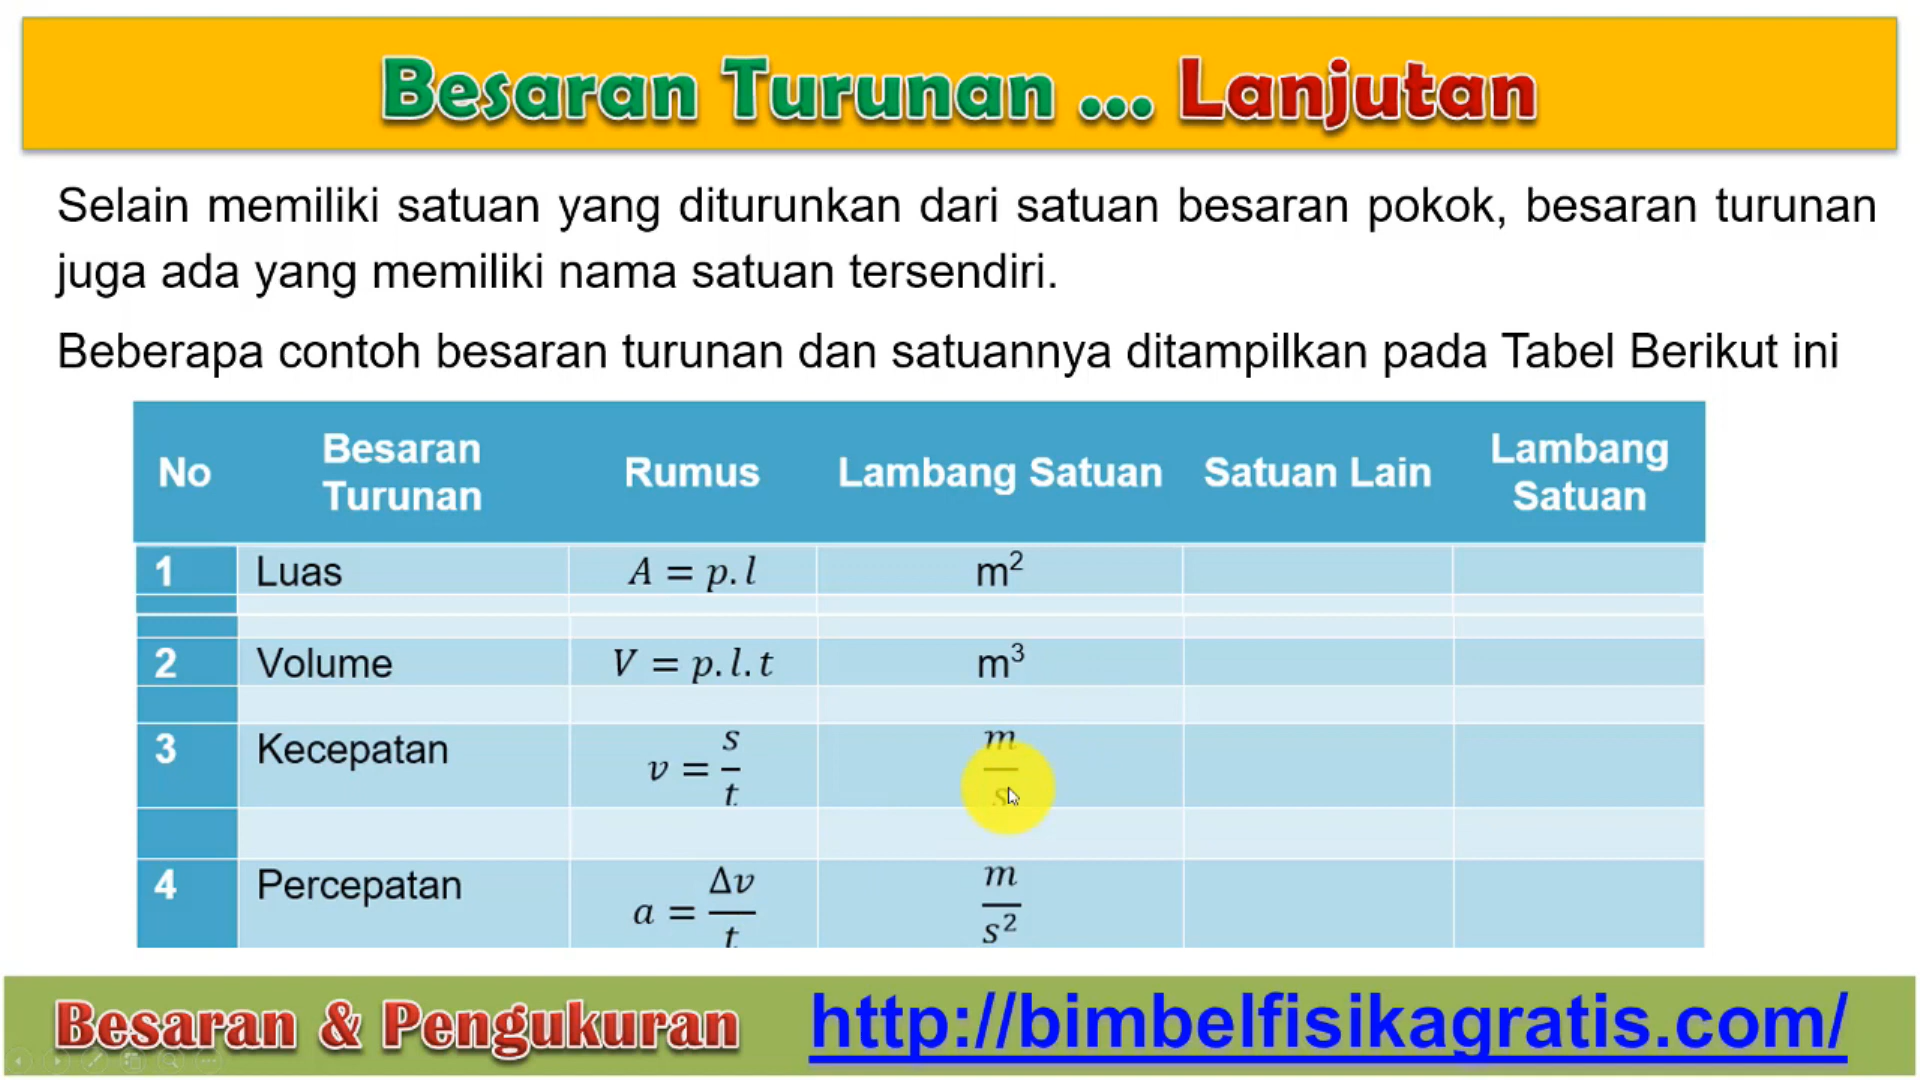 Besaran Turunan ... Lanjutan
Selain memiliki satuan yang diturunkan dari satuan besaran pokok, besaran turunan
juga ada yang memiliki nama satuan tersendiri.
Beberapa contoh besaran turunan dan satuannya ditampilkan pada Tabel Berikut ini
No | Besaran Turunan | Rumus | Lambang Satuan | Satuan Lain | Lambang Satuan
1 | Luas | A = p.l | m²
2 | Volume | V = p.l.t | m³
3 | Kecepatan | v = s/t | m/s
4 | Percepatan | a = Δv/t | m/s²
Besaran & Pengukuran
http://bimbelfisikagratis.com/